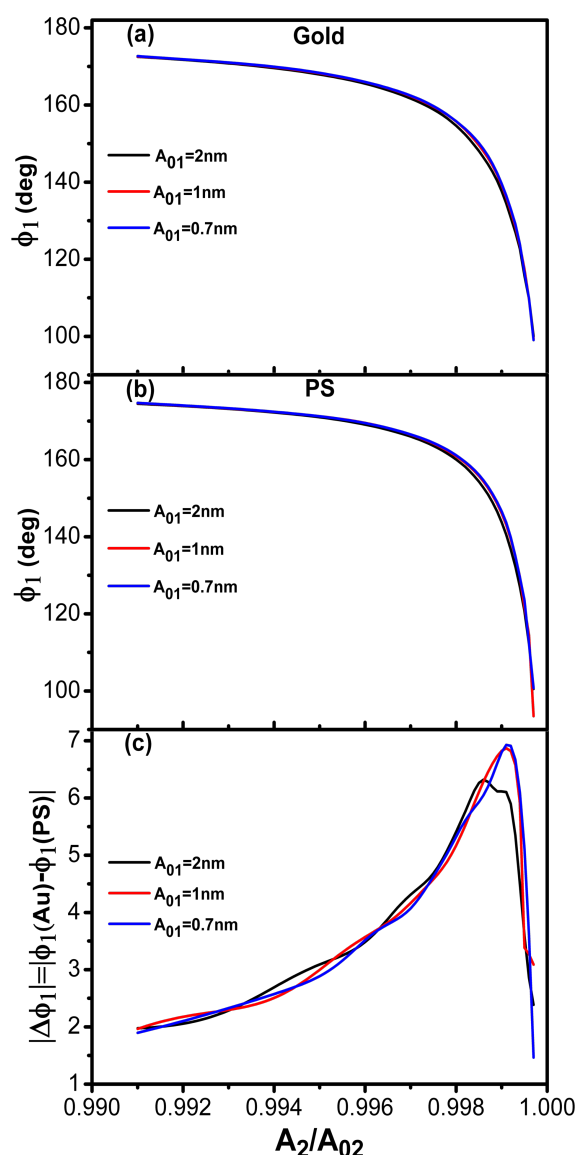 (a)
Gold
180
160
140
120
100
ϕ1 (deg)
A01=2nm
A01=1nm
A01=0.7nm
(b)
PS
180
160
140
120
100
ϕ1 (deg)
A01=2nm
A01=1nm
A01=0.7nm
(c)
7
6
5
4
3
2
1
|Δϕ1|=|ϕ1(Au)-ϕ1(PS)|
A01=2nm
A01=1nm
A01=0.7nm
0.990 0.992 0.994 0.996 0.998 1.000
A2/A02